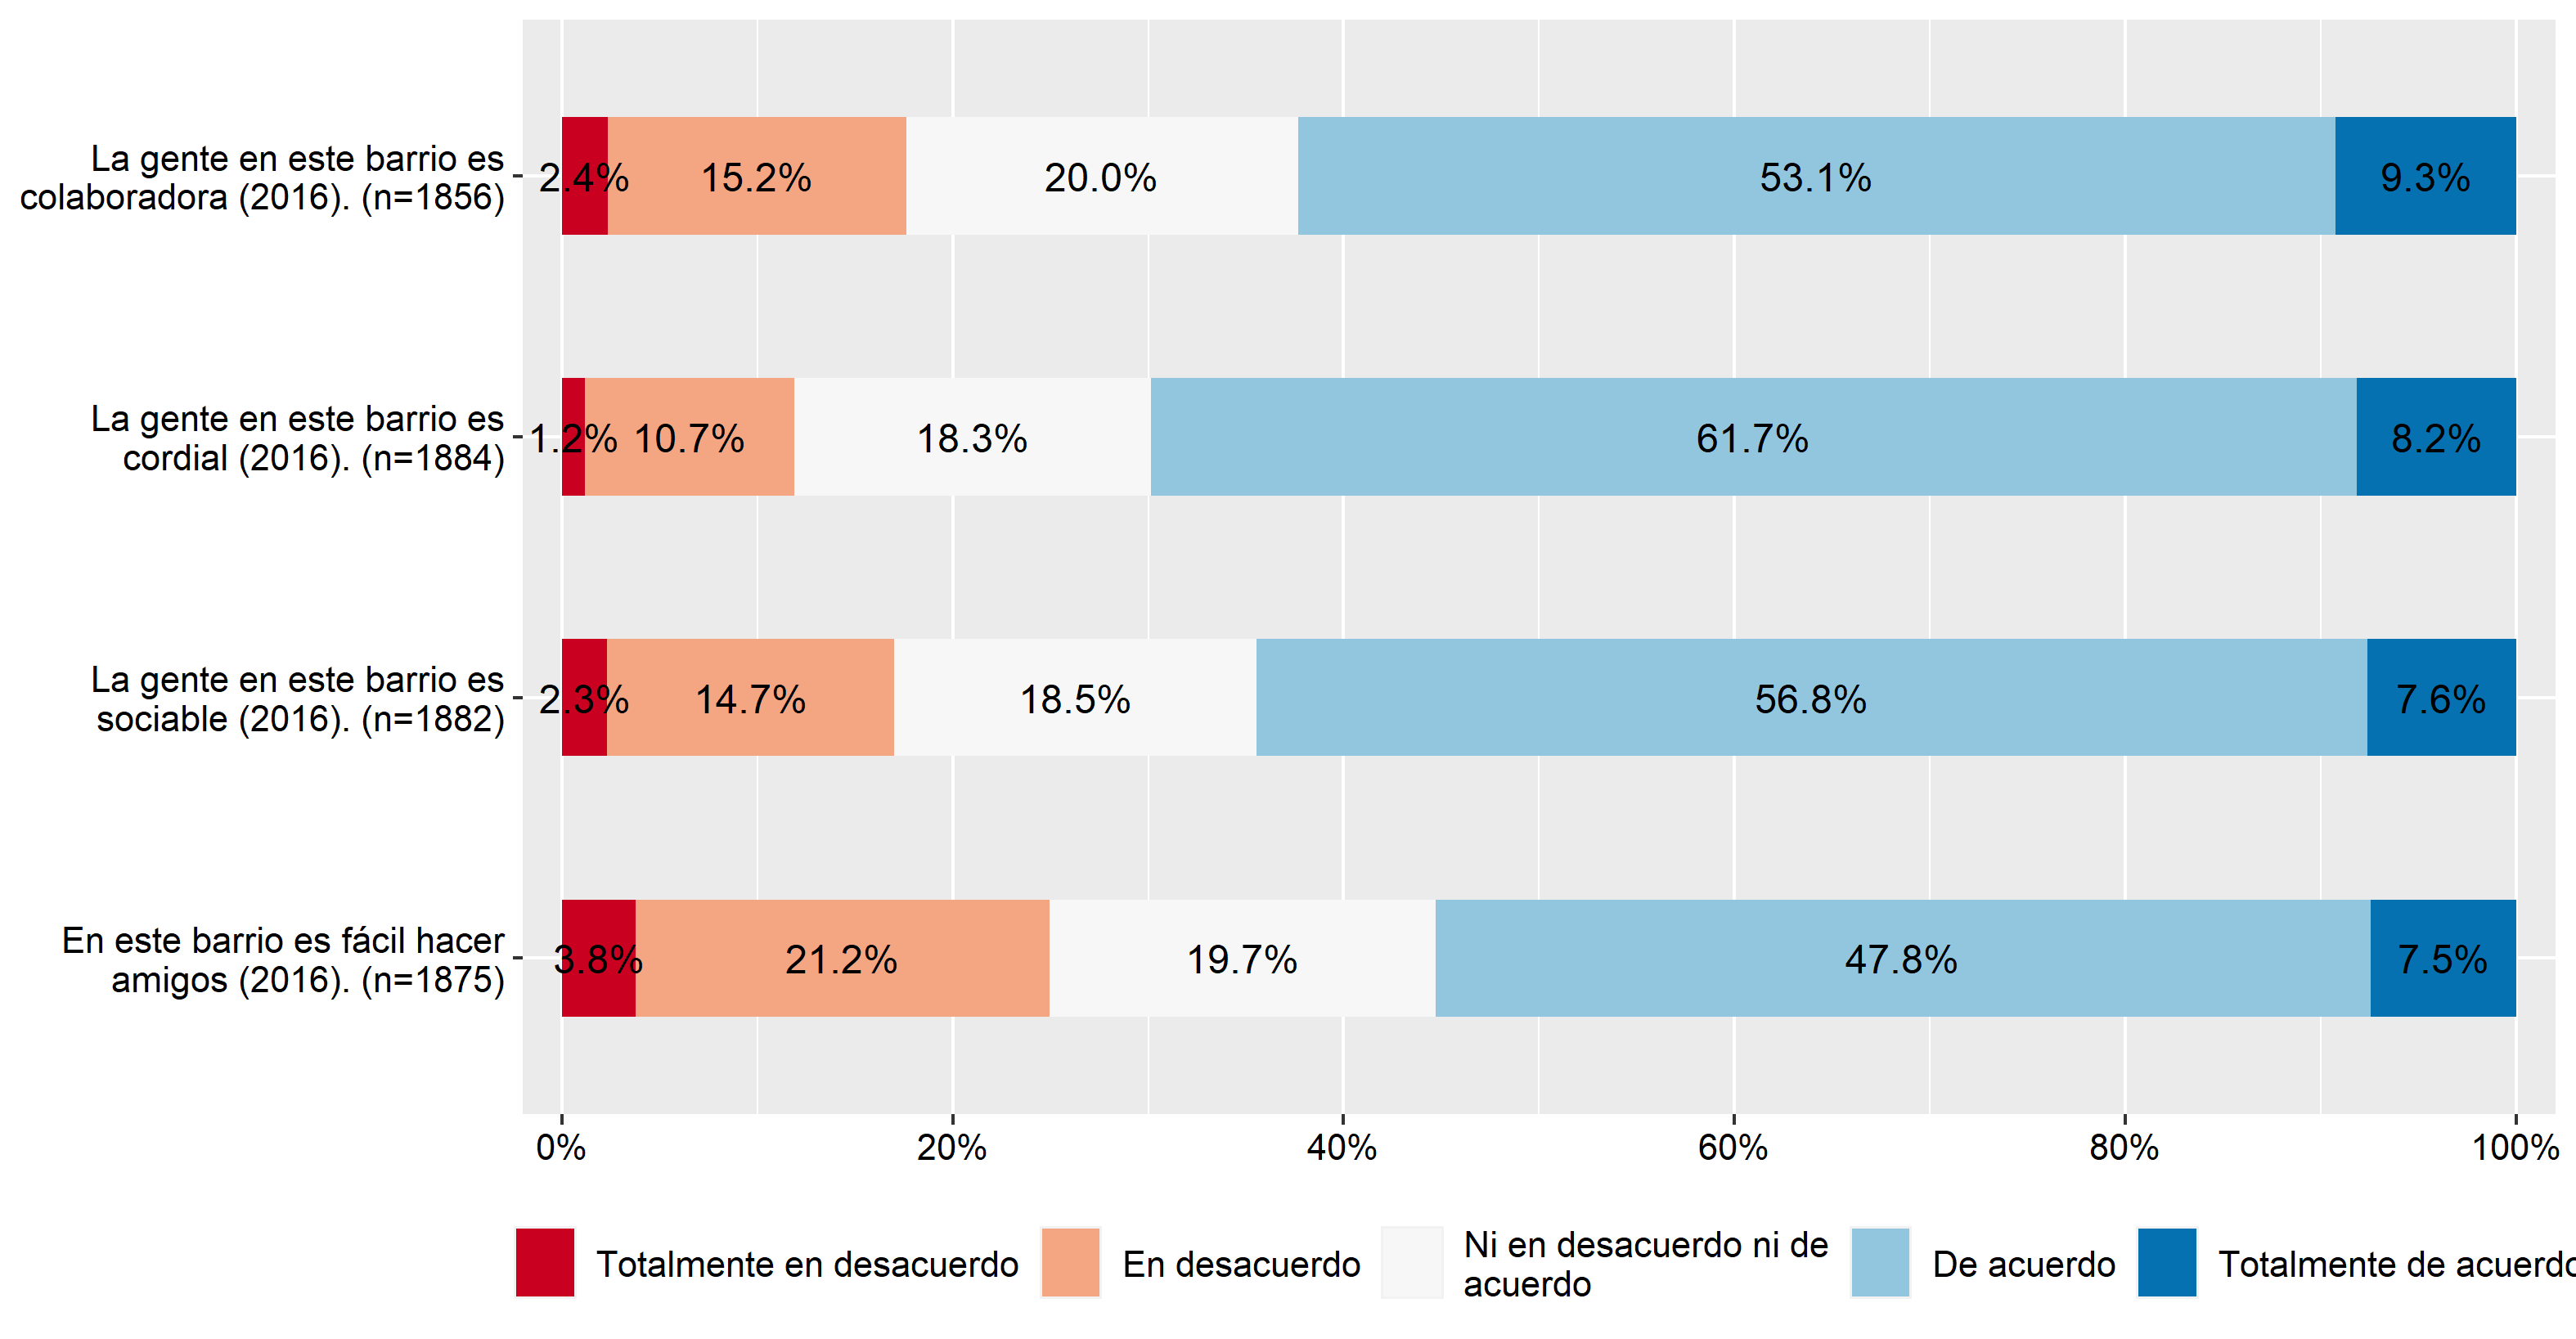 La gente en este barrio es
colaboradora (2016). (n=1856)
2.4% 15.2% 20.0% 53.1% 9.3%
La gente en este barrio es
cordial (2016). (n=1884)
1.2% 10.7% 18.3% 61.7% 8.2%
La gente en este barrio es
sociable (2016). (n=1882)
2.3% 14.7% 18.5% 56.8% 7.6%
En este barrio es fácil hacer
amigos (2016). (n=1875)
3.8% 21.2% 19.7% 47.8% 7.5%
0% 20% 40% 60% 80% 100%
Totalmente en desacuerdo
En desacuerdo
Ni en desacuerdo ni de
acuerdo
De acuerdo
Totalmente de acuerdo